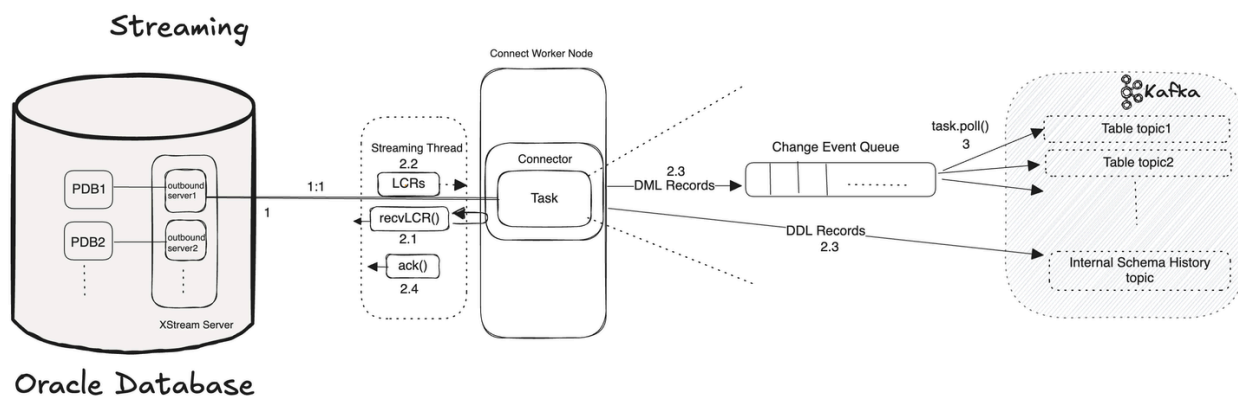 Streaming
Connect Worker Node
Kafka
Streaming Thread
2.2
LCRs
Connector
Task
PDB1
outbound
server1
1:1
1
recvLCR()
2.1
PDB2
outbound
server2
ack()
2.4
XStream Server
2.3
DML Records
Change Event Queue
task.poll()
3
Table topic1
Table topic2
DDL Records
2.3
Internal Schema History
topic
Oracle Database